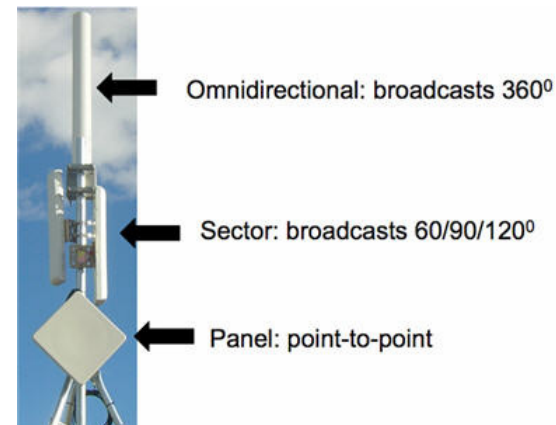 Omnidirectional: broadcasts 360⁰
Sector: broadcasts 60/90/120⁰
Panel: point-to-point